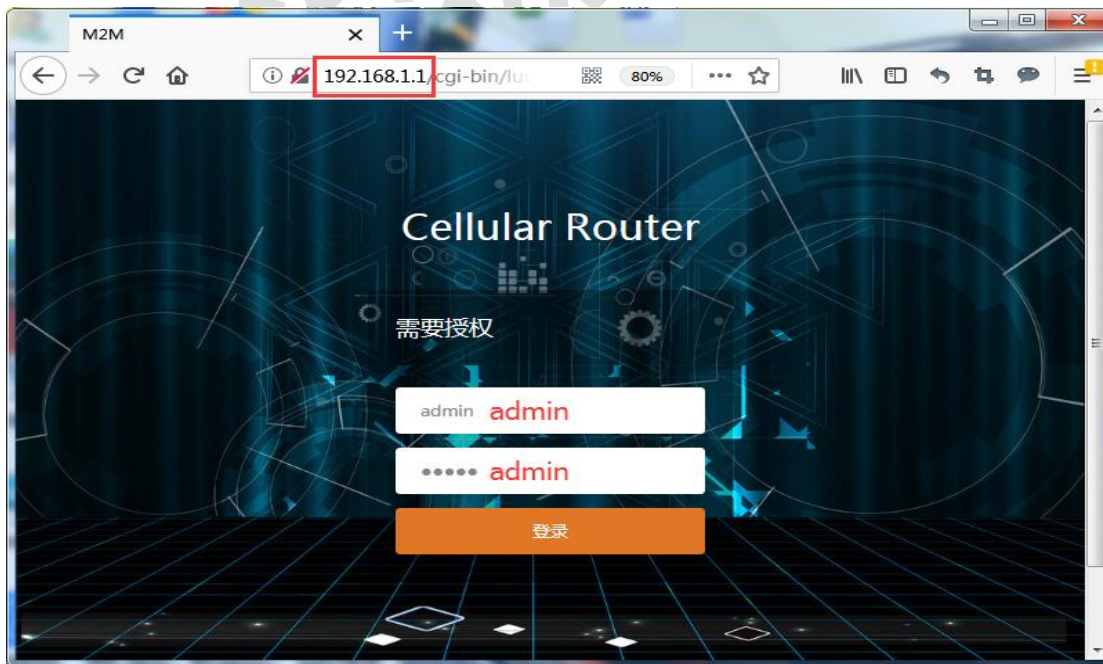 M2M
192.168.1.1/cgi-bin/lu
80%
Cellular Router
需要授权
admin admin
••••• admin
登录